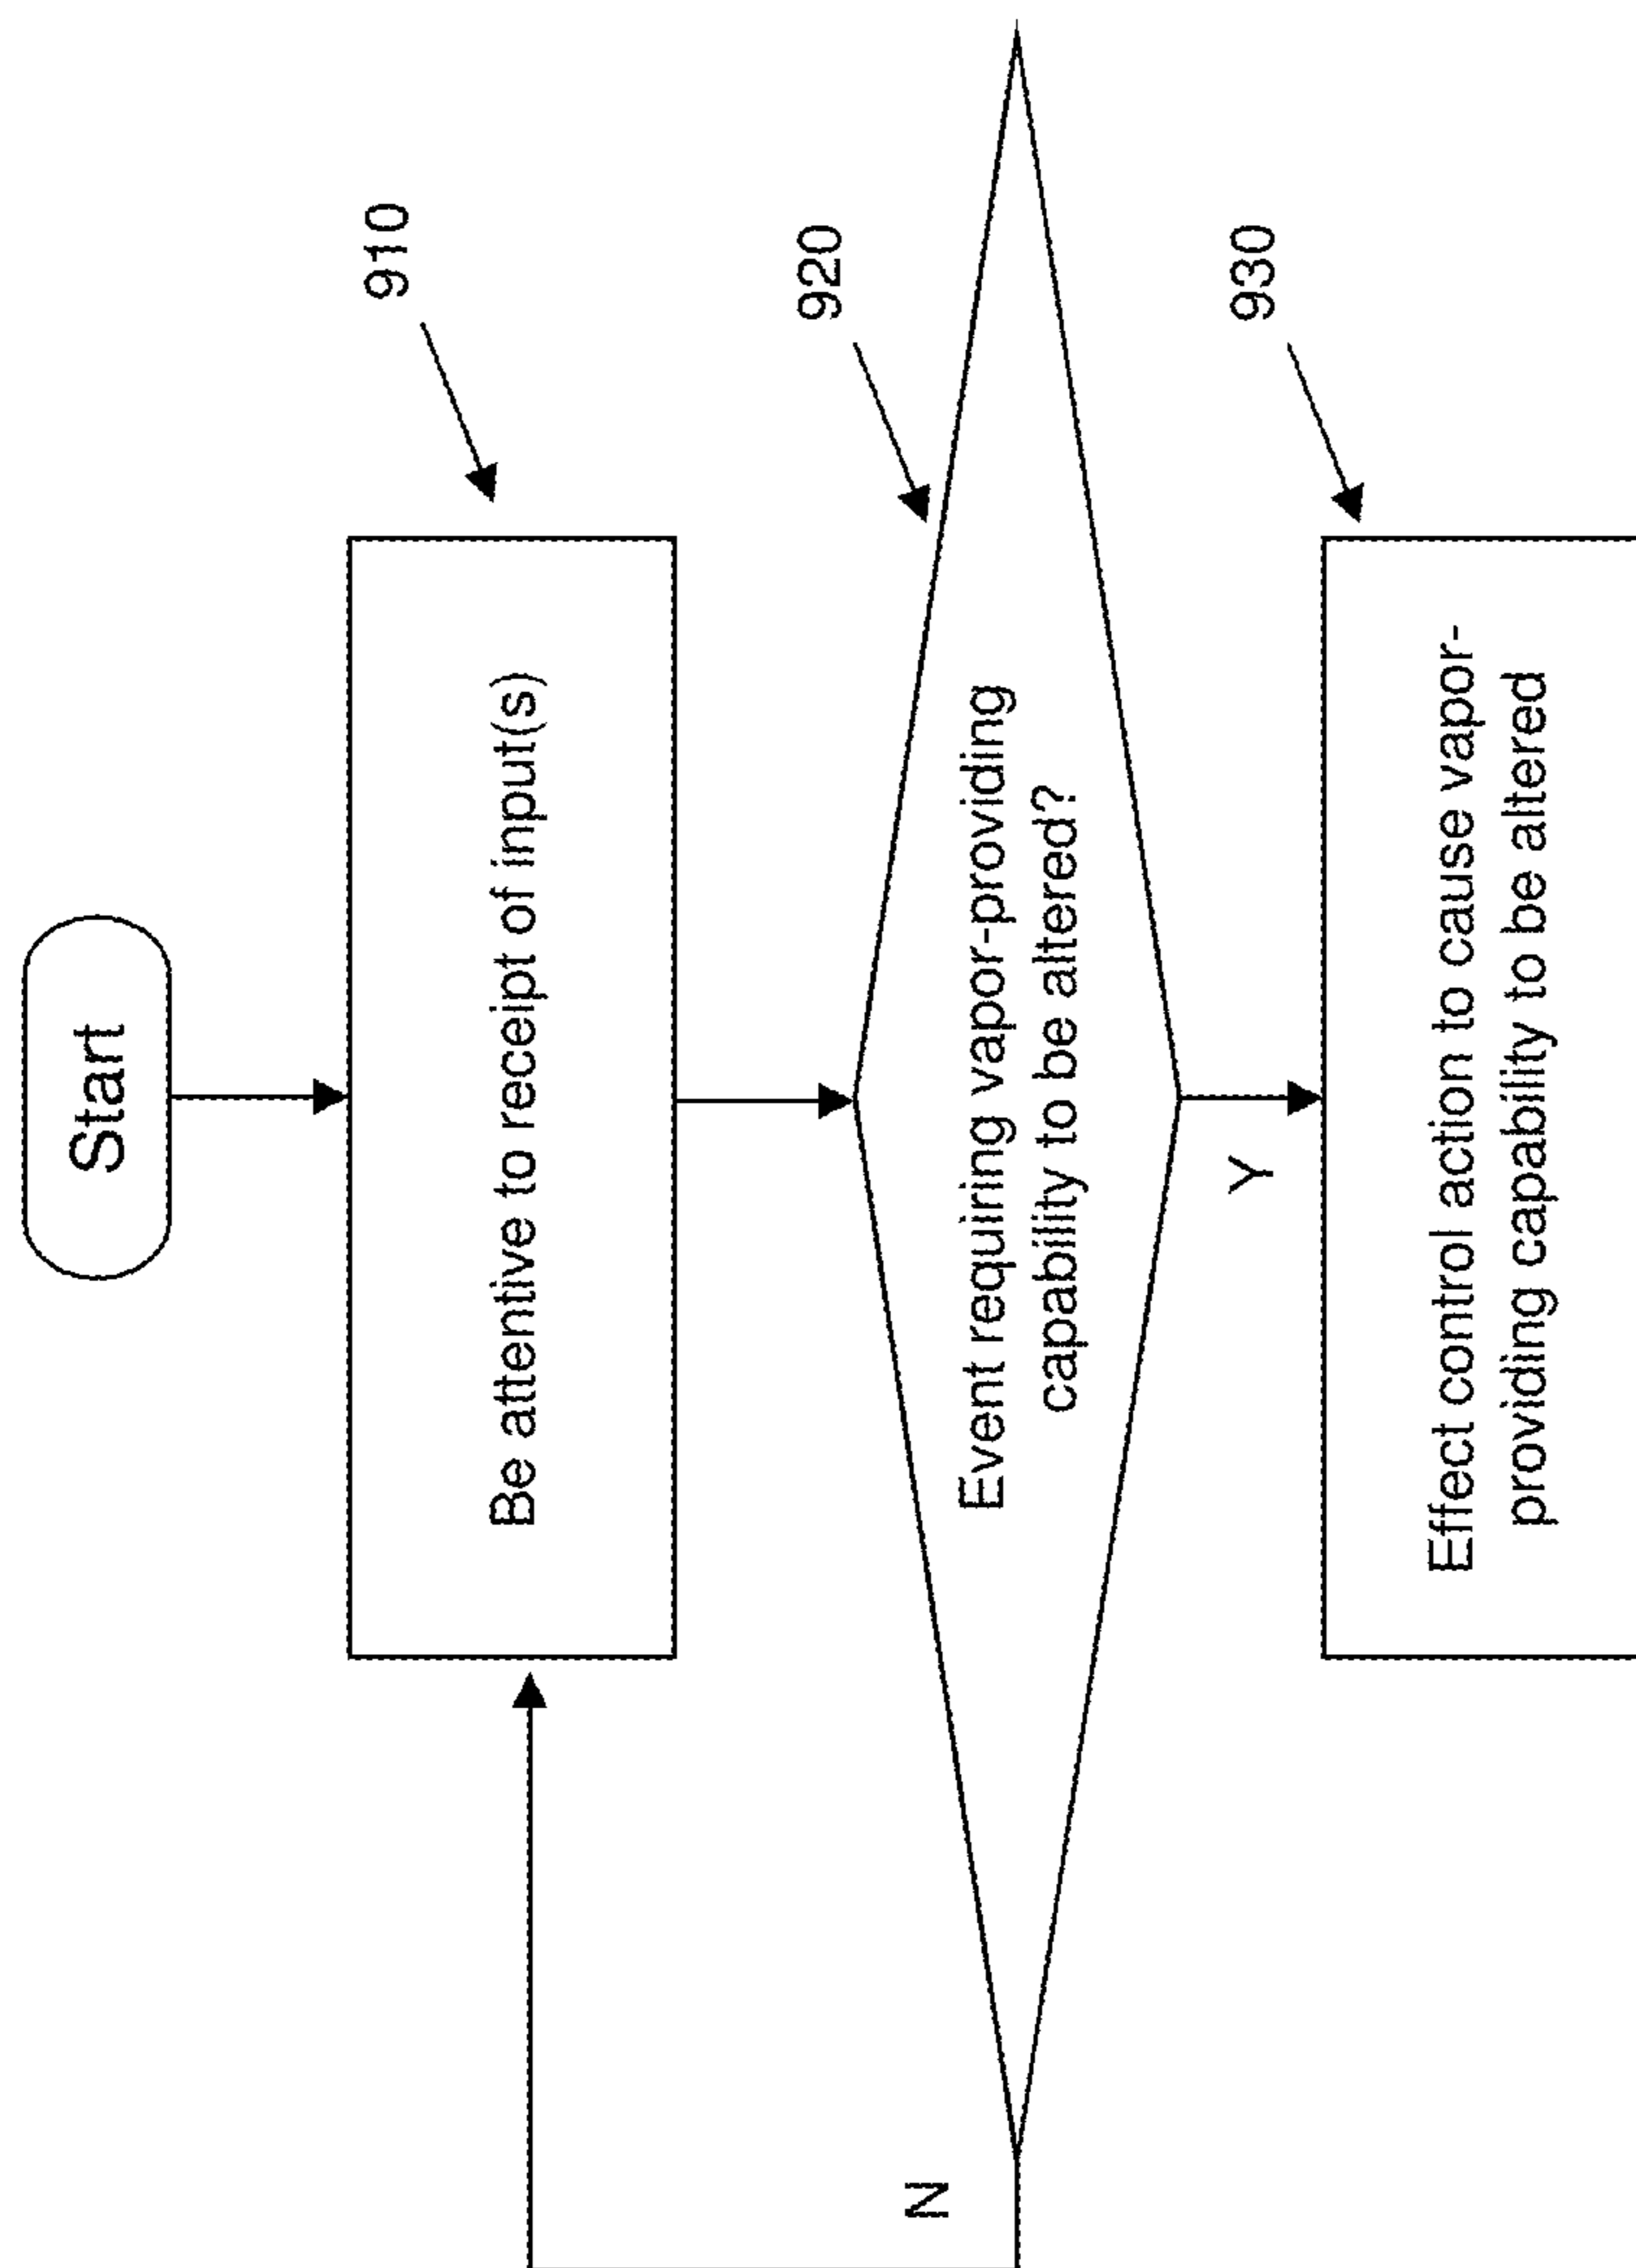 Start
910
Be attentive to receipt of input(s)
920
Event requiring vapor-providing
capability to be altered?
N
Y
930
Effect control action to cause vapor-
providing capability to be altered